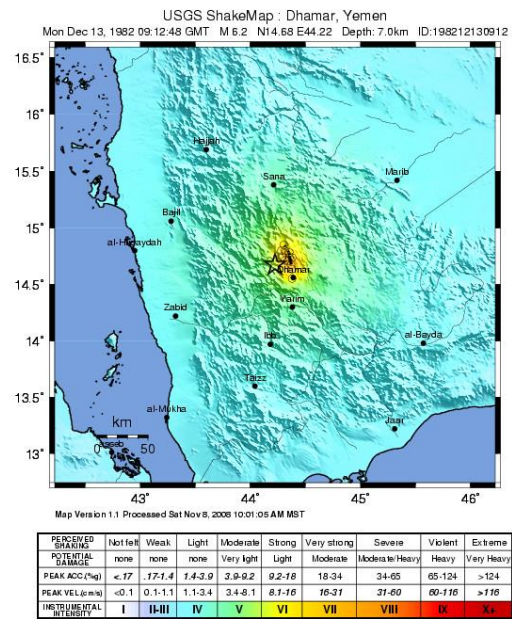 USGS ShakeMap : Dhamar, Yemen
Mon Dec 13, 1982 09:12:48 GMT M 6.2 N14.68 E44.22 Depth: 7.0km ID:198212130912
16.5°
16°
Hajjah
15.5°
Sana
Marib
Bajil
15°
al-Hudaydah
Dhamar
14.5°
Yarim
Zabid
14°
Ibb
al-Bayda
Taizz
13.5°
al-Mukha
Jaar
km
13°
0 50
43° 44° 45° 46°
Map Version 1.1 Processed Sat Nov 8, 2008 10:01:05 AM MST
PERCEIVED SHAKING Not felt Weak Light Moderate Strong Very strong Severe Violent Extreme
POTENTIAL DAMAGE none none none Very light Light Moderate Moderate/Heavy Heavy Very Heavy
PEAK ACC.(%g) <.17 .17-1.4 1.4-3.9 3.9-9.2 9.2-18 18-34 34-65 65-124 >124
PEAK VEL.(cm/s) <0.1 0.1-1.1 1.1-3.4 3.4-8.1 8.1-16 16-31 31-60 60-116 >116
INSTRUMENTAL INTENSITY I II-III IV V VI VII VIII IX X+